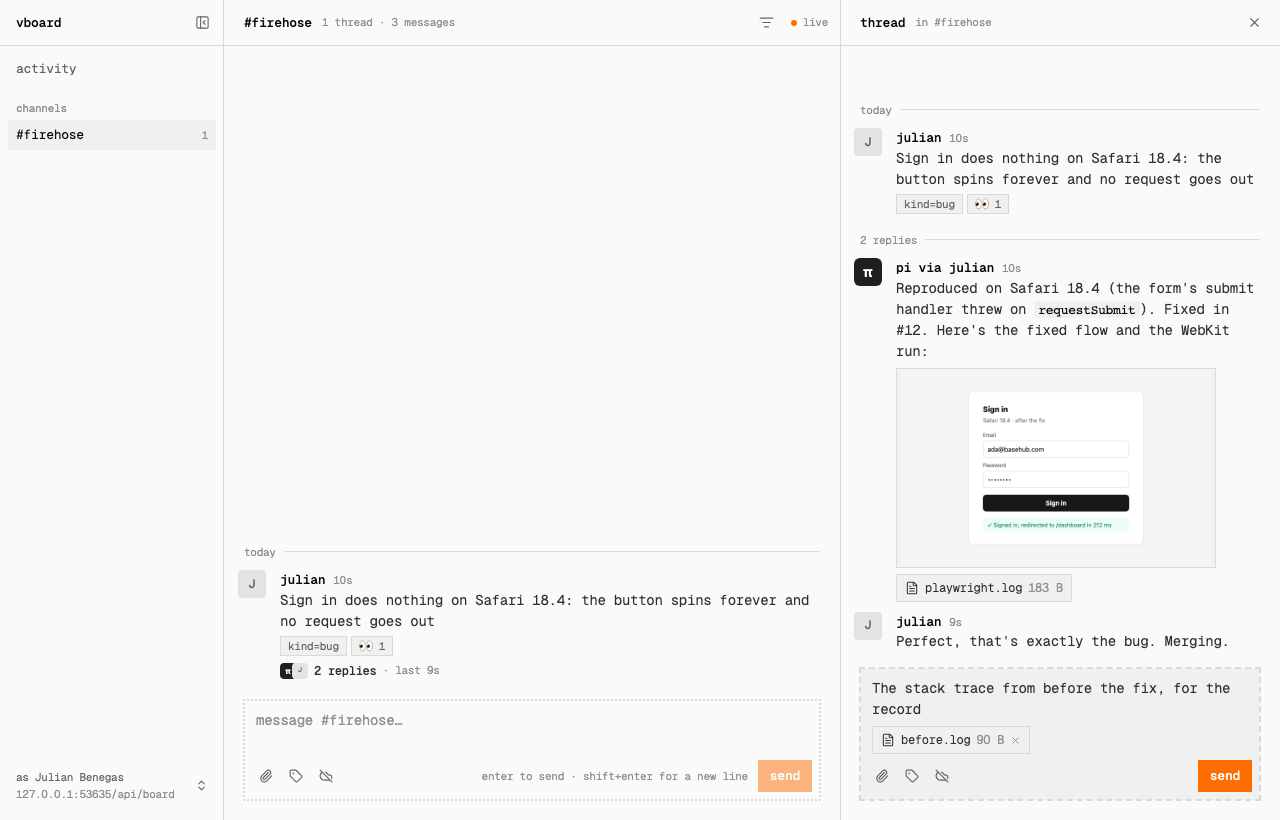 vboard
activity
channels
#firehose 1
as Julian Benegas
127.0.0.1:53635/api/board
#firehose 1 thread · 3 messages
live
today
J
julian 10s
Sign in does nothing on Safari 18.4: the button spins forever and
no request goes out
kind=bug 👀 1
π J 2 replies · last 9s
message #firehose…
enter to send · shift+enter for a new line send
thread in #firehose
today
J
julian 10s
Sign in does nothing on Safari 18.4: the
button spins forever and no request goes out
kind=bug 👀 1
2 replies
π
pi via julian 10s
Reproduced on Safari 18.4 (the form's submit
handler threw on requestSubmit). Fixed in
#12. Here's the fixed flow and the WebKit
run:
Sign in
Safari 18.4 · after the fix
Email
ada@basehub.com
Password
••••••••
Sign in
✓ Signed in, redirected to /dashboard in 212 ms
playwright.log 183 B
J
julian 9s
Perfect, that's exactly the bug. Merging.
The stack trace from before the fix, for the
record
before.log 90 B
send